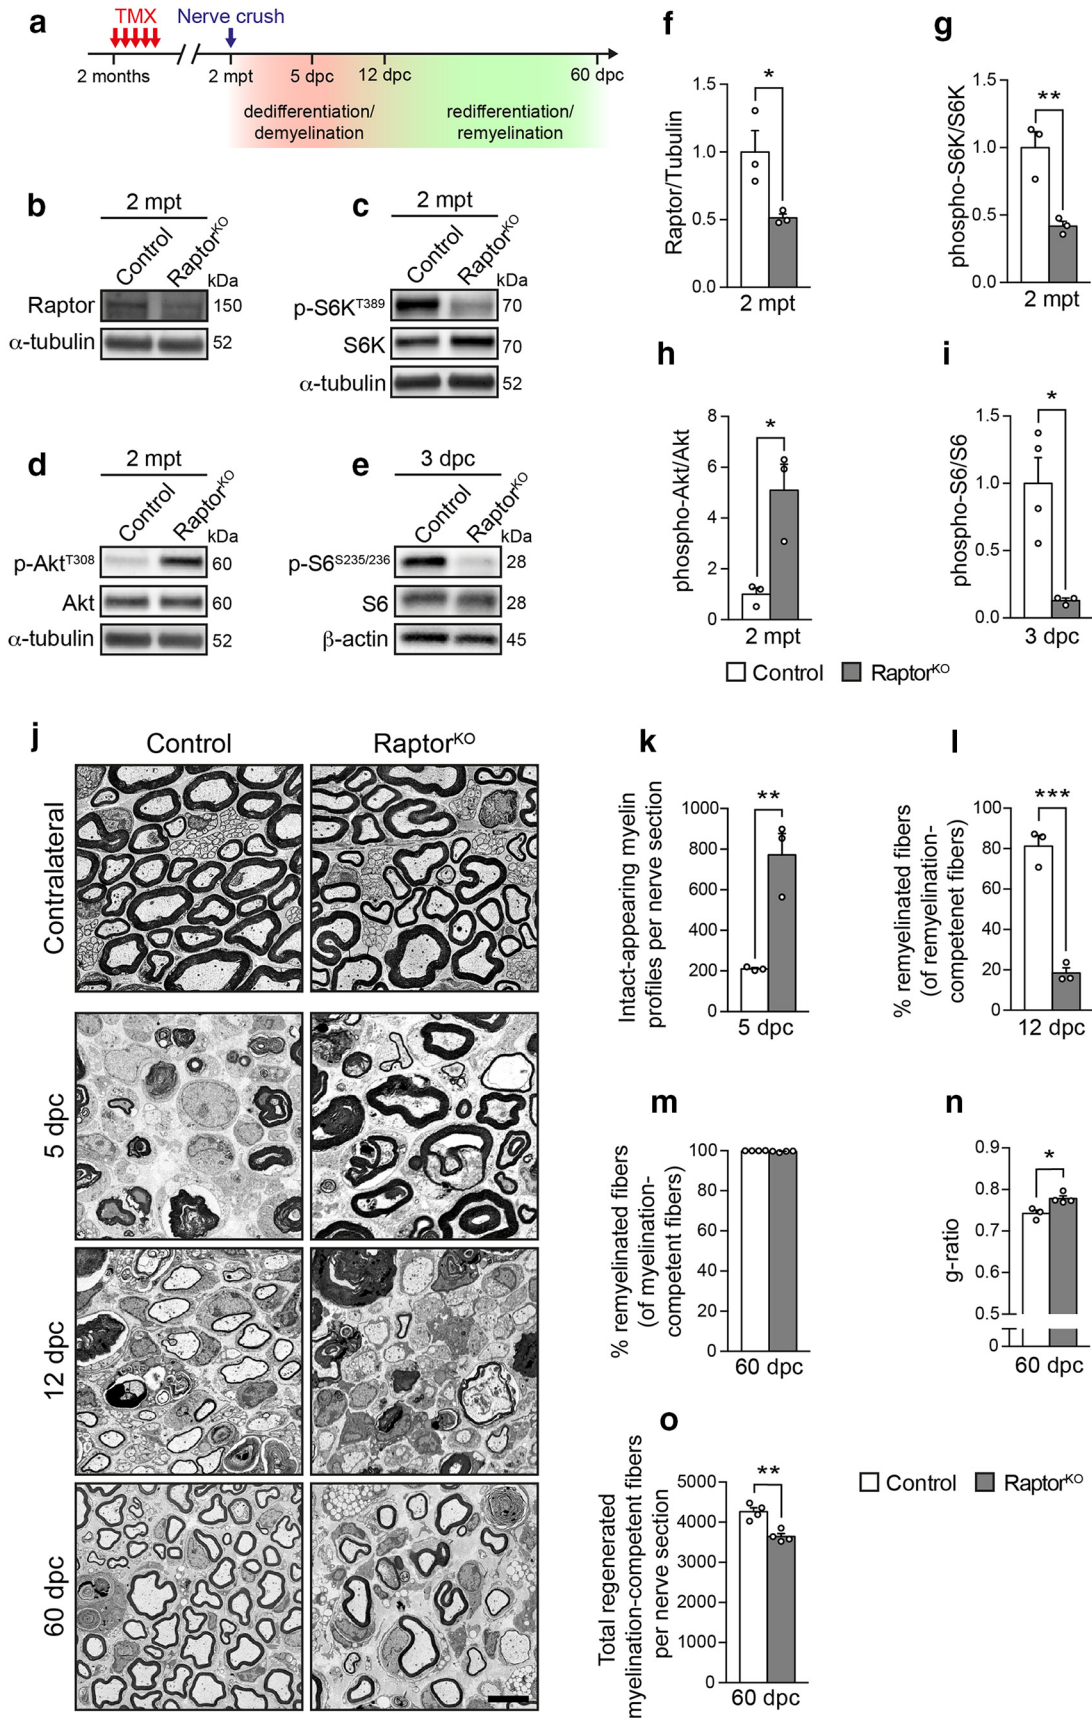 a
TMX
Nerve crush
2 months
2 mpt
5 dpc
12 dpc
60 dpc
dedifferentiation/
demyelination
redifferentiation/
remyelination
b
2 mpt
Control
Raptorᴷᴼ
kDa
Raptor
150
α-tubulin
52
c
2 mpt
Control
Raptorᴷᴼ
kDa
p-S6K^T389
70
S6K
70
α-tubulin
52
d
2 mpt
Control
Raptorᴷᴼ
kDa
p-Akt^T308
60
Akt
60
α-tubulin
52
e
3 dpc
Control
Raptorᴷᴼ
kDa
p-S6^S235/236
28
S6
28
β-actin
45
f
Raptor/Tubulin
1.5
1.0
0.5
0.0
*
2 mpt
g
phospho-S6K/S6K
1.5
1.0
0.5
0.0
**
2 mpt
h
phospho-Akt/Akt
8
6
4
2
0
*
2 mpt
i
phospho-S6/S6
1.5
1.0
0.5
0.0
*
3 dpc
Control
Raptorᴷᴼ
j
Control
Raptorᴷᴼ
Contralateral
5 dpc
12 dpc
60 dpc
k
Intact-appearing myelin
profiles per nerve section
1000
800
600
400
200
0
**
5 dpc
l
% remyelinated fibers
(of remyelination-
competenet fibers)
100
80
60
40
20
0
***
12 dpc
m
% remyelinated fibers
(of myelination-
competent fibers)
100
80
60
40
20
0
60 dpc
n
g-ratio
0.9
0.8
0.7
0.6
0.5
0
*
60 dpc
o
Total regenerated
myelination-competent fibers
per nerve section
5000
4000
3000
2000
1000
0
**
60 dpc
Control
Raptorᴷᴼ